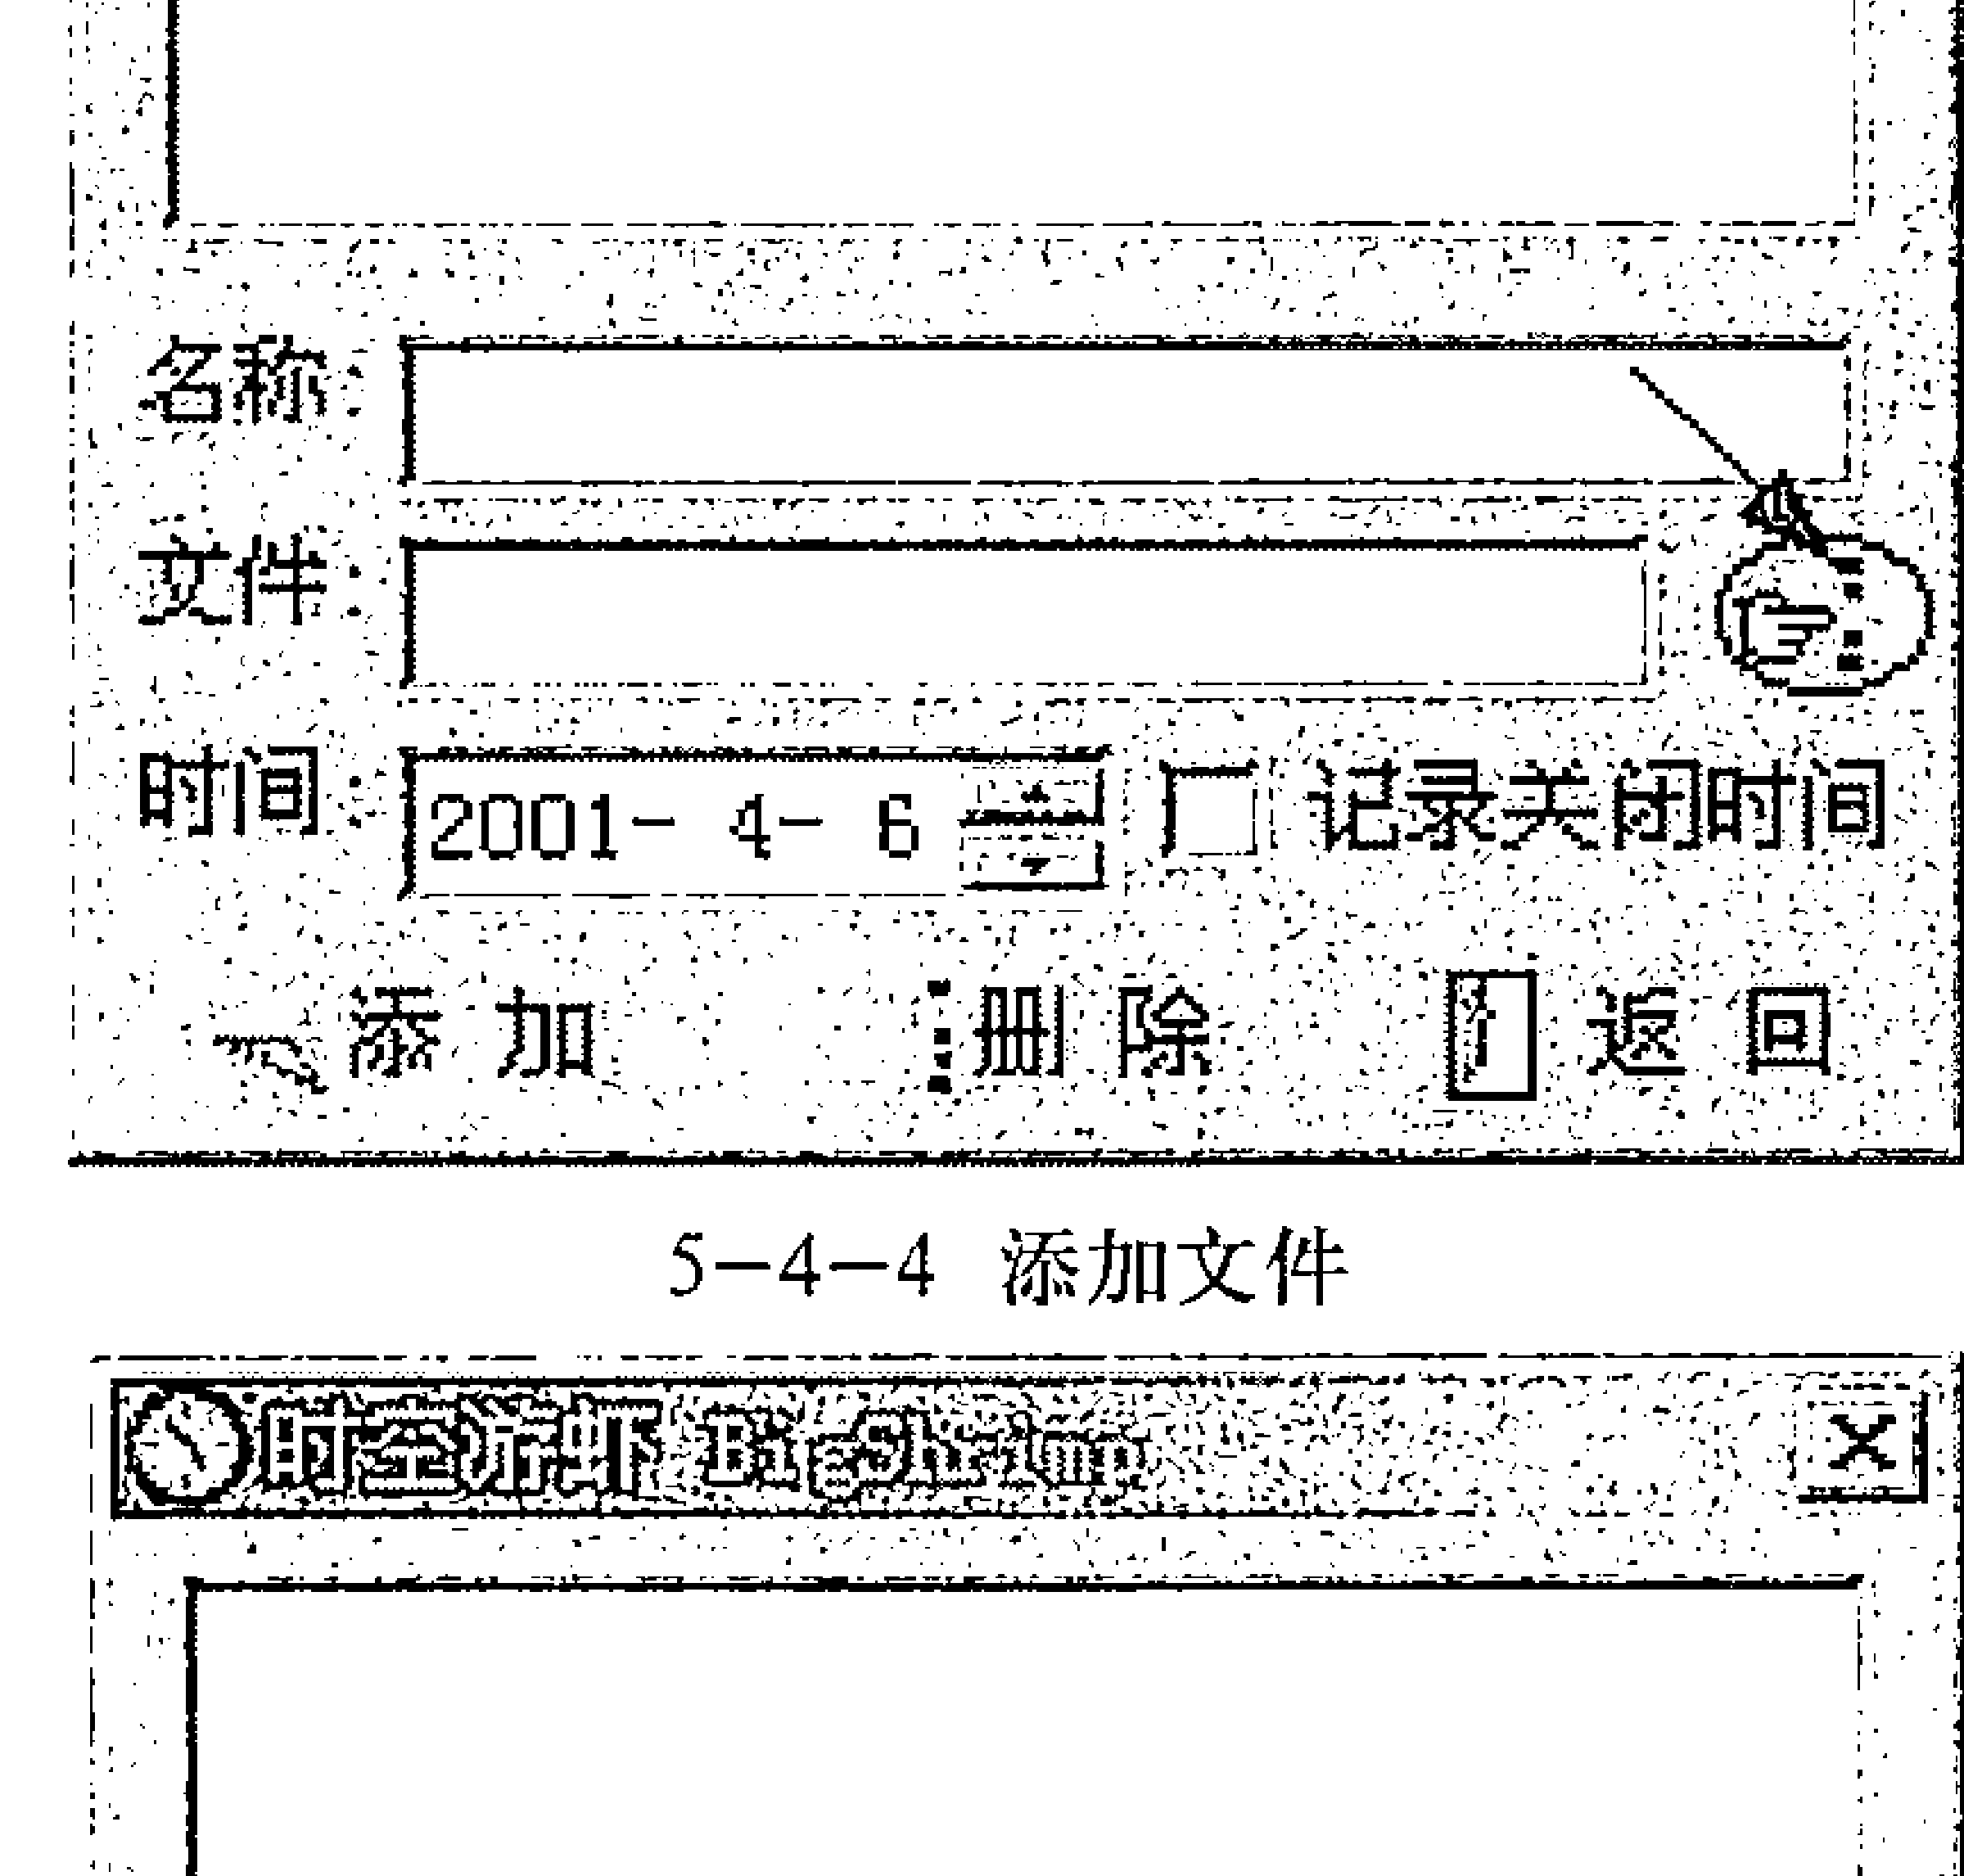 名称:
文件:
时间: 2001- 4- 6 记录关闭时间
添 加 删 除 返 回
5-4-4 添加文件
时空游虾 BigShrimp